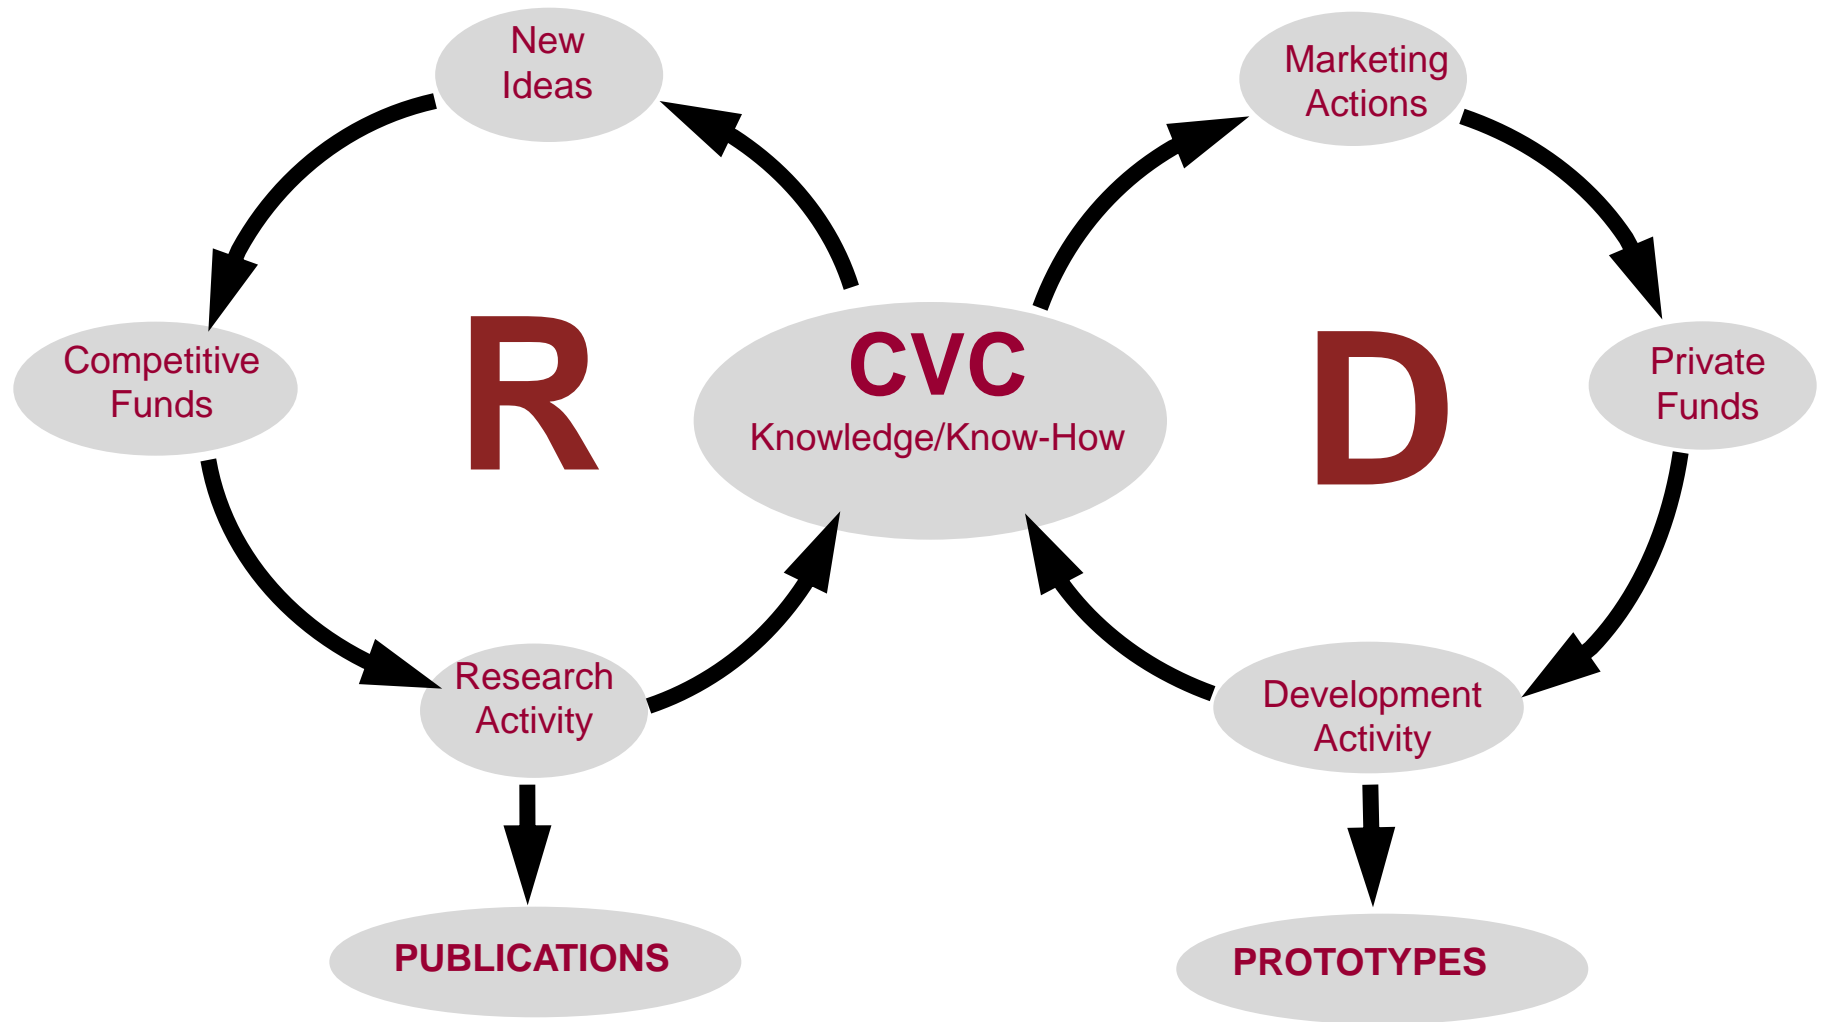 New
Ideas
Marketing
Actions
Competitive
Funds
R
CVC
Knowledge/Know-How
D
Private
Funds
Research
Activity
Development
Activity
PUBLICATIONS
PROTOTYPES